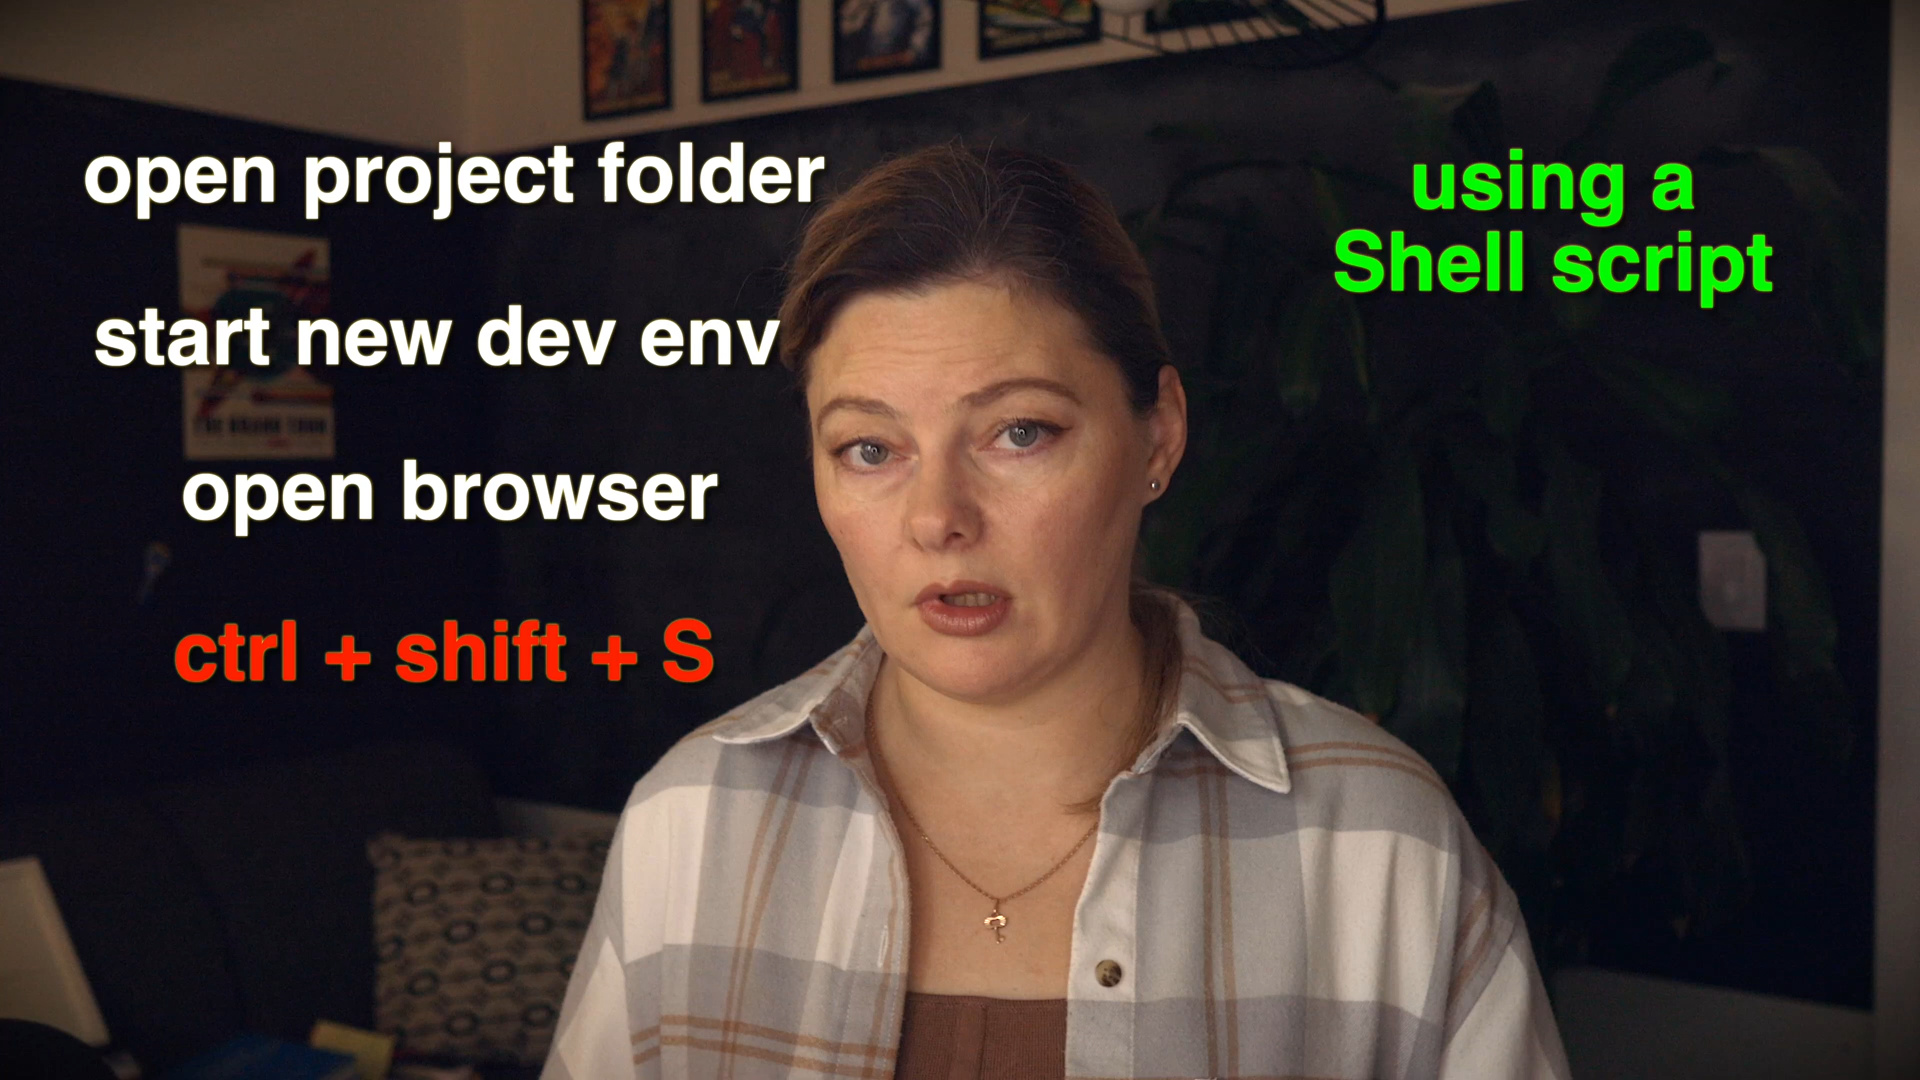 open project folder
start new dev env
open browser
ctrl + shift + S
using a
Shell script